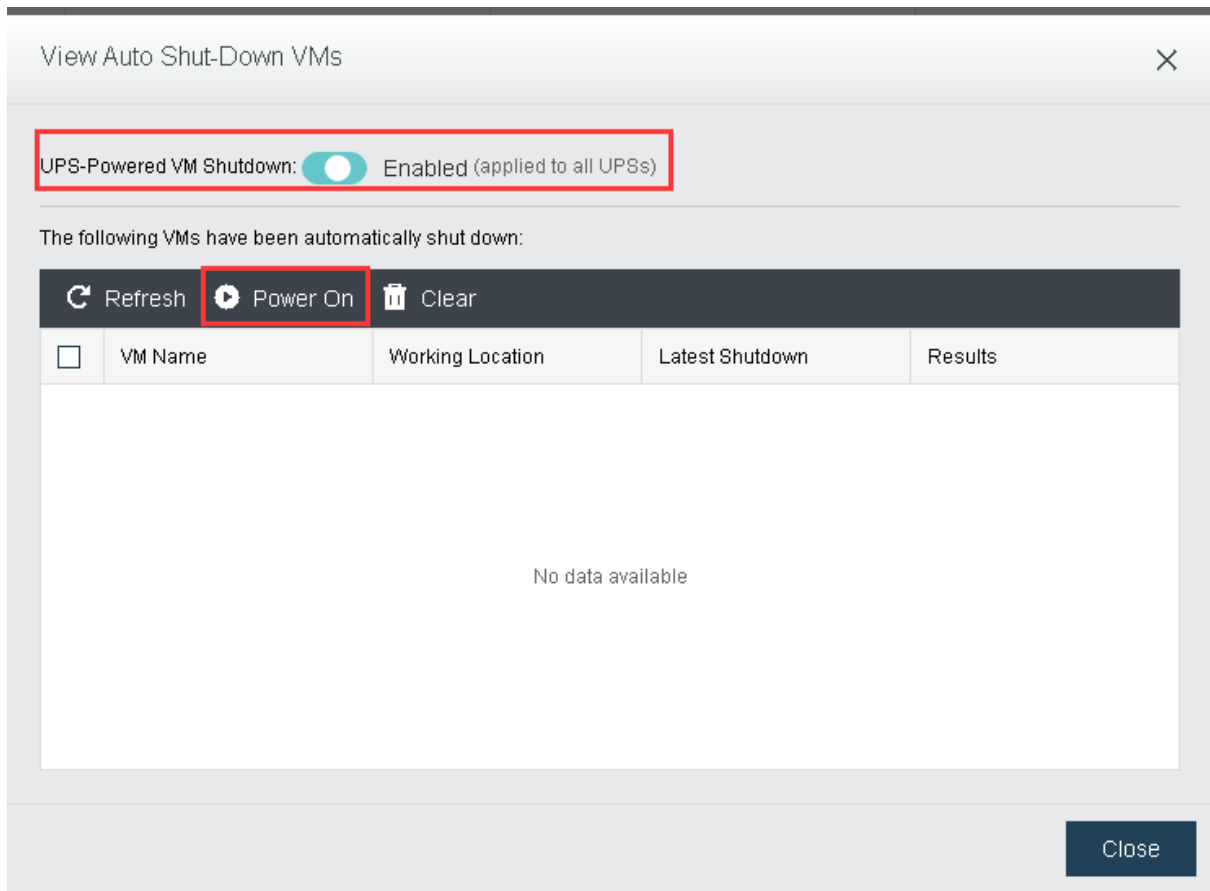 View Auto Shut-Down VMs
UPS-Powered VM Shutdown: Enabled (applied to all UPSs)
The following VMs have been automatically shut down:
Refresh Power On Clear
VM Name Working Location Latest Shutdown Results
No data available
Close